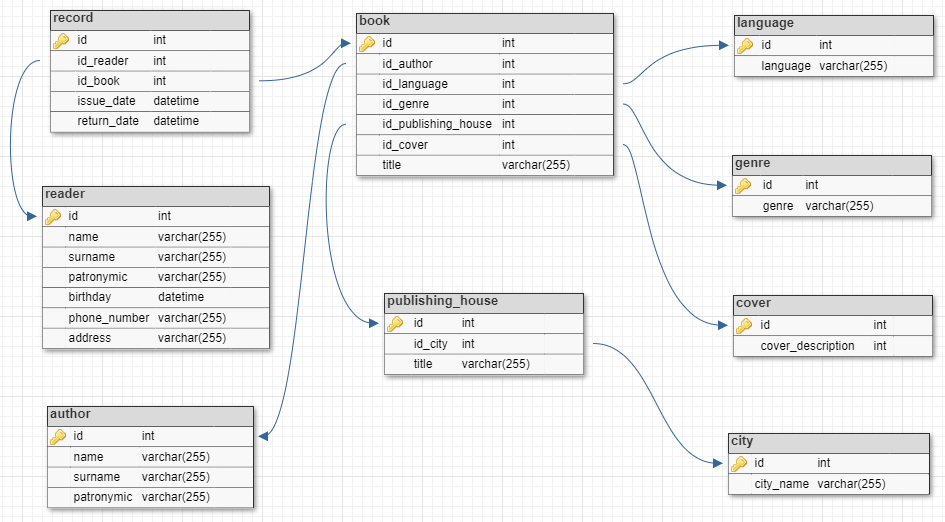 record
id int
id_reader int
id_book int
issue_date datetime
return_date datetime
book
id int
id_author int
id_language int
id_genre int
id_publishing_house int
id_cover int
title varchar(255)
language
id int
language varchar(255)
genre
id int
genre varchar(255)
reader
id int
name varchar(255)
surname varchar(255)
patronymic varchar(255)
birthday datetime
phone_number varchar(255)
address varchar(255)
publishing_house
id int
id_city int
title varchar(255)
cover
id int
cover_description int
author
id int
name varchar(255)
surname varchar(255)
patronymic varchar(255)
city
id int
city_name varchar(255)